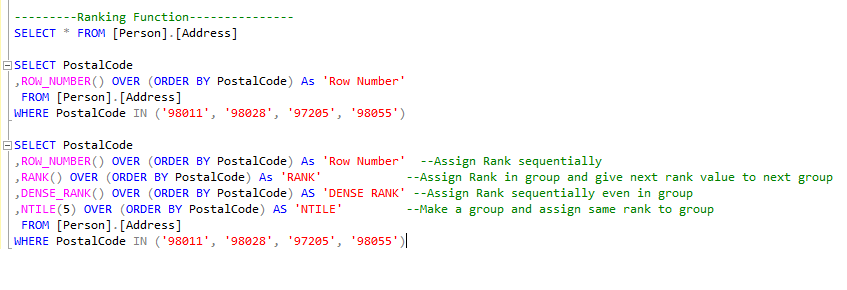 ---------Ranking Function---------------
SELECT * FROM [Person].[Address]
SELECT PostalCode
,ROW_NUMBER() OVER (ORDER BY PostalCode) As 'Row Number'
FROM [Person].[Address]
WHERE PostalCode IN ('98011', '98028', '97205', '98055')
SELECT PostalCode
,ROW_NUMBER() OVER (ORDER BY PostalCode) As 'Row Number' --Assign Rank sequentially
,RANK() OVER (ORDER BY PostalCode) As 'RANK' --Assign Rank in group and give next rank value to next group
,DENSE_RANK() OVER (ORDER BY PostalCode) AS 'DENSE RANK' --Assign Rank sequentially even in group
,NTILE(5) OVER (ORDER BY PostalCode) AS 'NTILE' --Make a group and assign same rank to group
FROM [Person].[Address]
WHERE PostalCode IN ('98011', '98028', '97205', '98055')